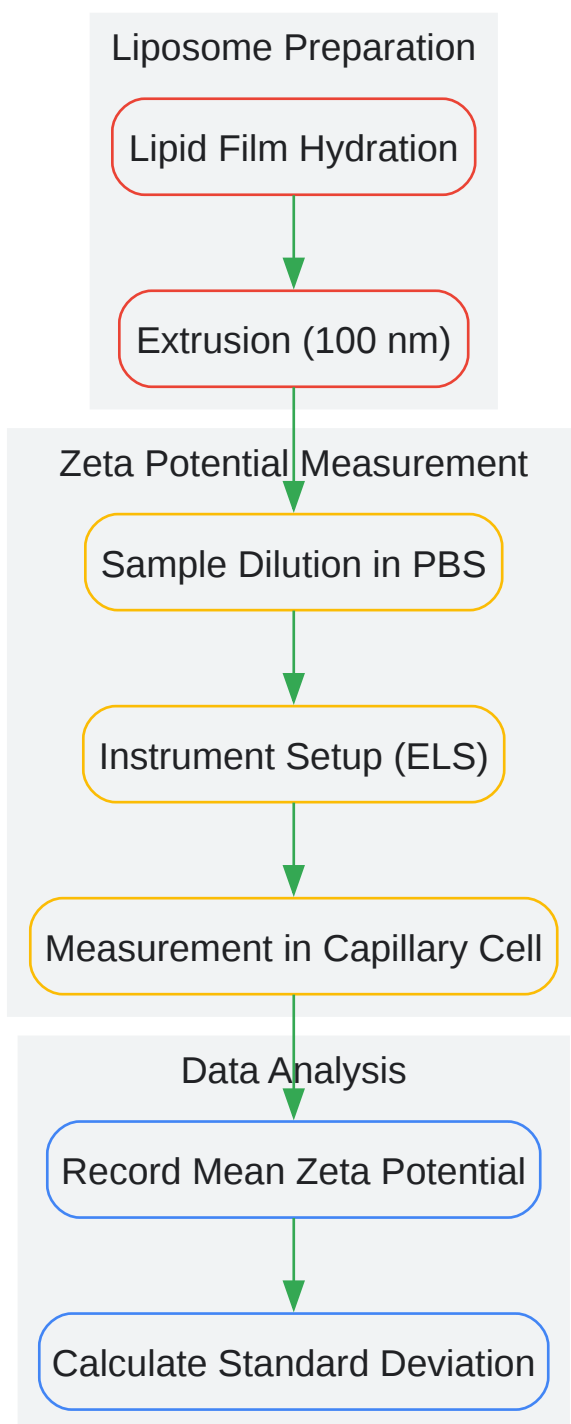 Liposome Preparation
Lipid Film Hydration
Extrusion (100 nm)
Zeta Potential Measurement
Sample Dilution in PBS
Instrument Setup (ELS)
Measurement in Capillary Cell
Data Analysis
Record Mean Zeta Potential
Calculate Standard Deviation